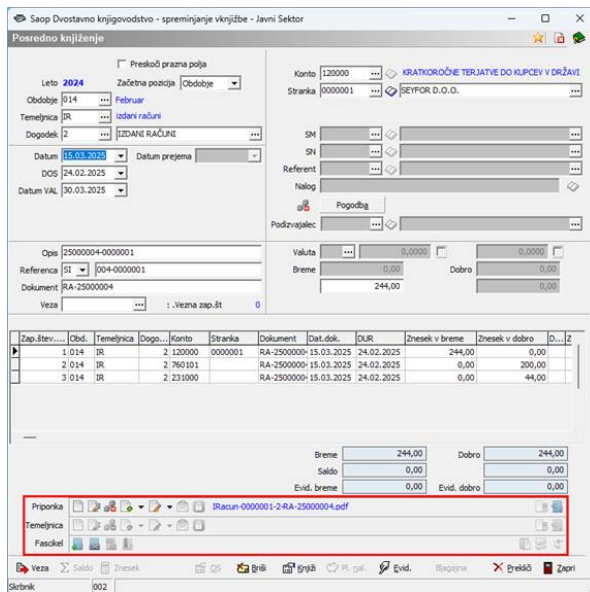 Saop Dvostavno knjigovodstvo - spreminjanje vknjižbe - Javni Sektor
Posredno knjiženje
Preskoči prazna polja
Leto 2024 Začetna pozicija Obdobje
Obdobje 014 ... Februar
Temeljnica IR ... izdani računi
Dogodek 2 ... IZDANI RAČUNI ...
Konto 120000 ... KRATKOROČNE TERJATVE DO KUPCEV V DRŽAVI
Stranka 0000001 ... SEYFOR D.O.O. ...
Datum 15.03.2025 Datum prejema
DOS 24.02.2025
Datum VAL 30.03.2025
SM ... ...
SN ... ...
Referent ... ...
Nalog
Pogodba
Podizvajalec ... ...
Opis 25000004-0000001
Referenca SI 004-0000001
Dokument RA-25000004
Veza ... : .Vezna zap.št 0
Valuta ... 0,0000 0,0000
Breme 0,00 Dobro 0,00
244,00 0,00
Zap.štev.... Obd. Temeljnica Dogo... Konto Stranka Dokument Dat.dok. DUR Znesek v breme Znesek v dobro D... Z
1 014 IR 2 120000 0000001 RA-2500000 15.03.2025 24.02.2025 244,00 0,00
2 014 IR 2 760101 RA-2500000 15.03.2025 24.02.2025 0,00 200,00
3 014 IR 2 231000 RA-2500000 15.03.2025 24.02.2025 0,00 44,00
Breme 244,00 Dobro 244,00
Saldo 0,00 0,00
Evid. breme 0,00 Evid. dobro 0,00
Priponka IRacun-0000001-2-RA-25000004.pdf
Temeljnica
Fascikel
Veza Saldo Znesek OS Briši Knjiži Pl. nal. Evid. Blagajna Prekliči Zapri
Skrbnik 002